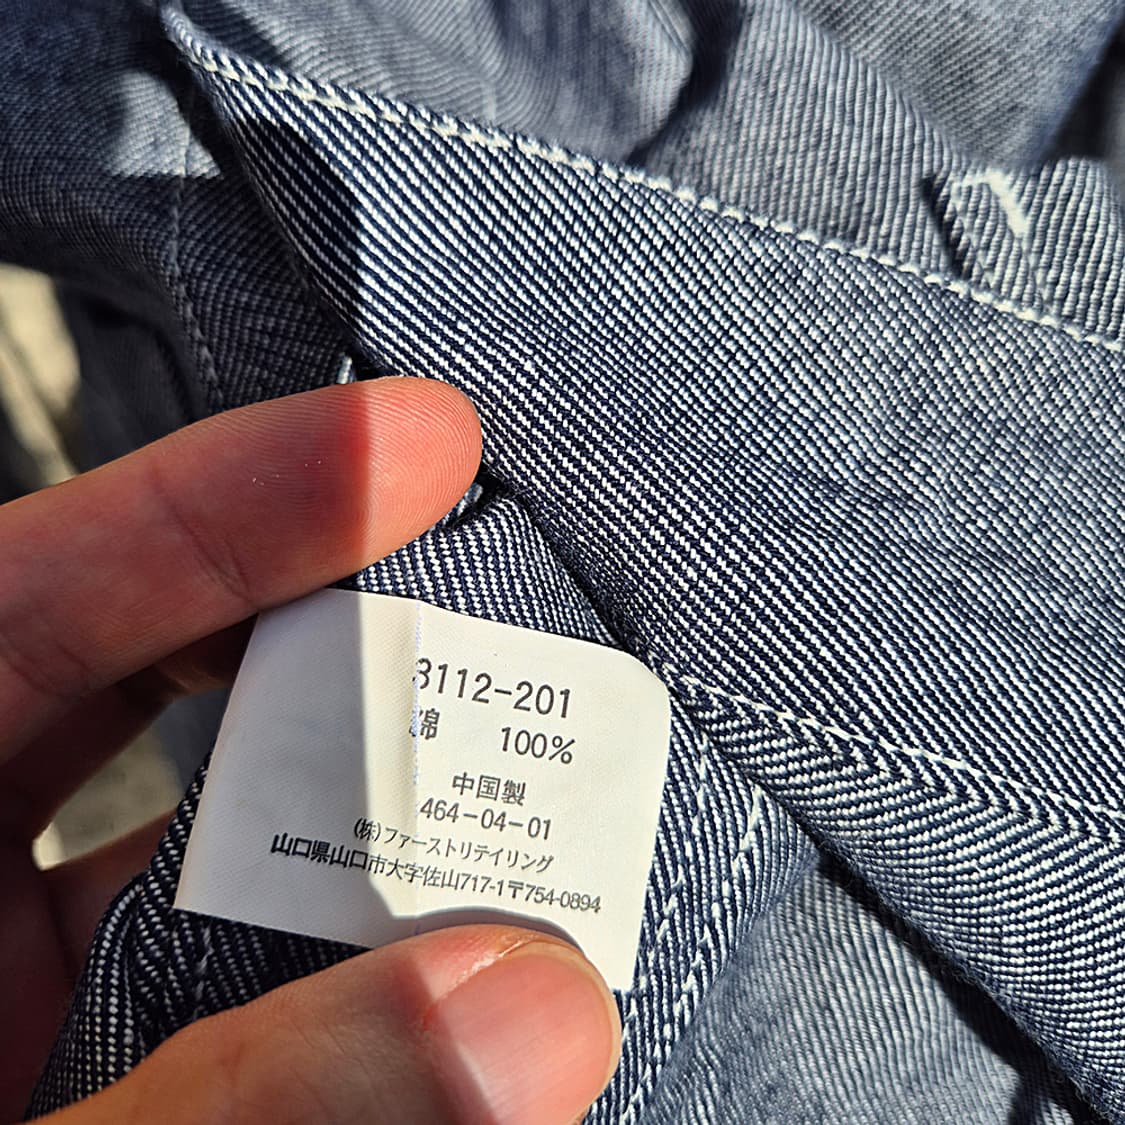 3112-201
綿 100%
中国製
464-04-01
(株)ファーストリテイリング
山口県山口市大字佐山717-1〒754-0894